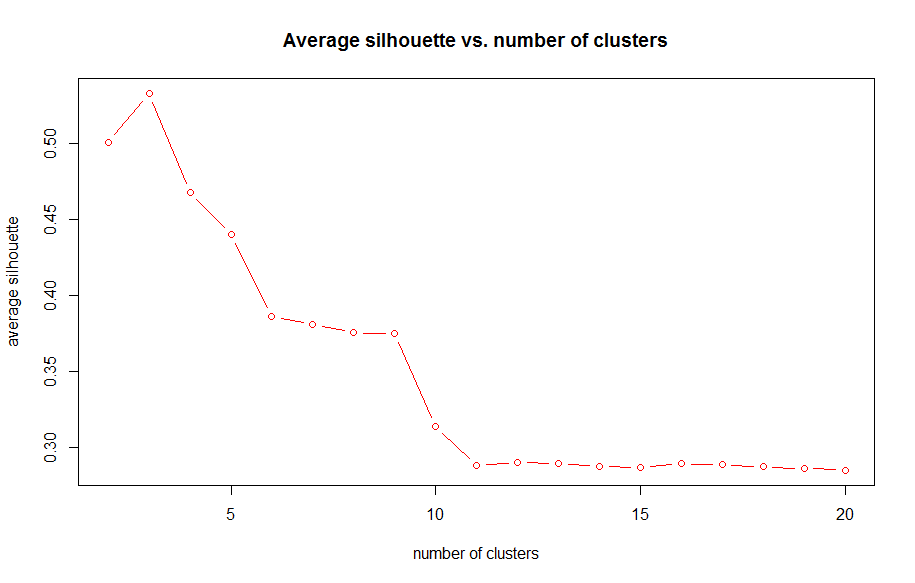 Average silhouette vs. number of clusters
average silhouette
0.50
0.45
0.40
0.35
0.30
5 10 15 20
number of clusters